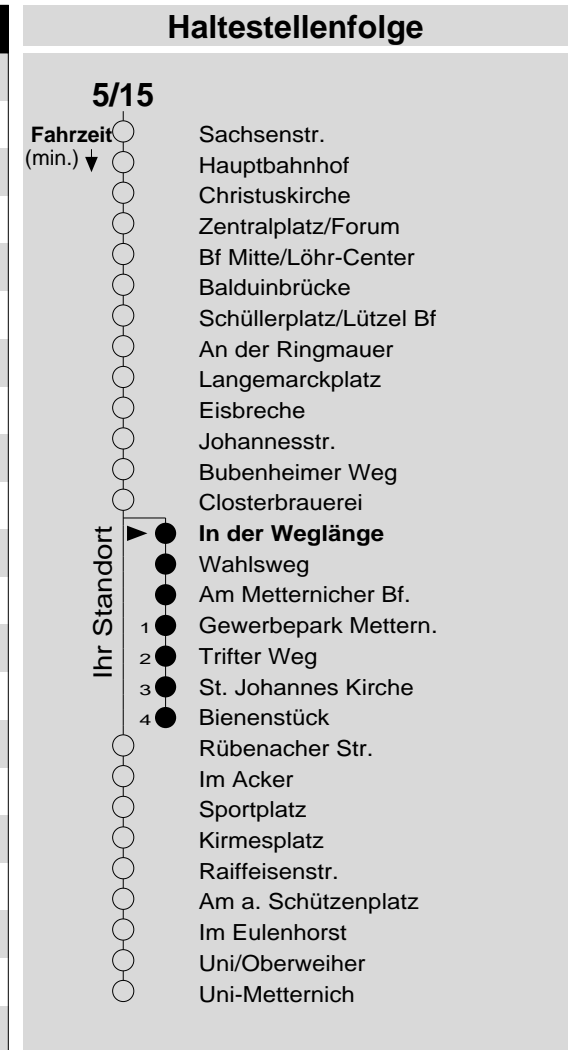 Haltestellenfolge
5/15
Fahrzeit
(min.)
Sachsenstr.
Hauptbahnhof
Christuskirche
Zentralplatz/Forum
Bf Mitte/Löhr-Center
Balduinbrücke
Schüllerplatz/Lützel Bf
An der Ringmauer
Langemarckplatz
Eisbreche
Johannesstr.
Bubenheimer Weg
Closterbrauerei
Ihr Standort
In der Weglänge
Wahlsweg
Am Metternicher Bf.
1 Gewerbepark Mettern.
2 Trifter Weg
3 St. Johannes Kirche
4 Bienenstück
Rübenacher Str.
Im Acker
Sportplatz
Kirmesplatz
Raiffeisenstr.
Am a. Schützenplatz
Im Eulenhorst
Uni/Oberweiher
Uni-Metternich